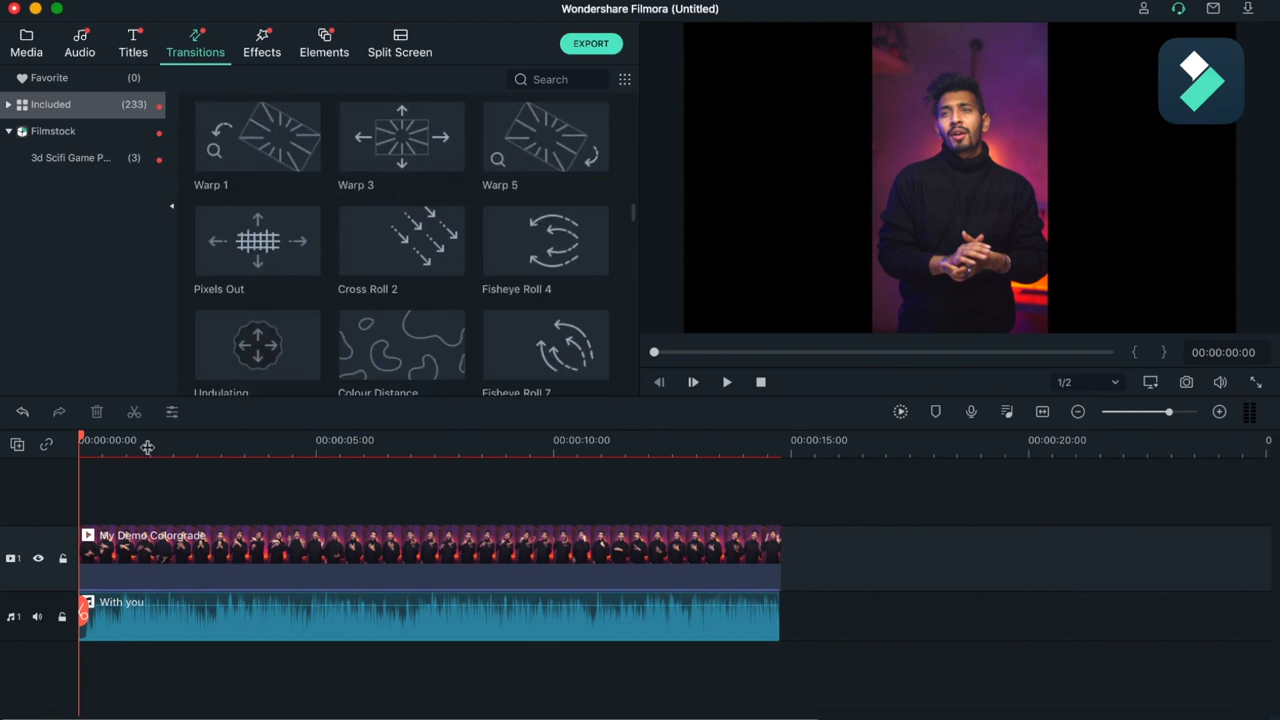 Wondershare Filmora (Untitled)
Media
Audio
Titles
Transitions
Effects
Elements
Split Screen
EXPORT
Favorite (0)
Search
Included (233)
Filmstock
3d Scifi Game P... (3)
Warp 1
Warp 3
Warp 5
Pixels Out
Cross Roll 2
Fisheye Roll 4
Undulating
Colour Distance
Fisheye Roll 7
00:00:00:00
1/2
00:00:00:00
00:00:05:00
00:00:10:00
00:00:15:00
00:00:20:00
0
My Demo Colorgrade
1
With you
1